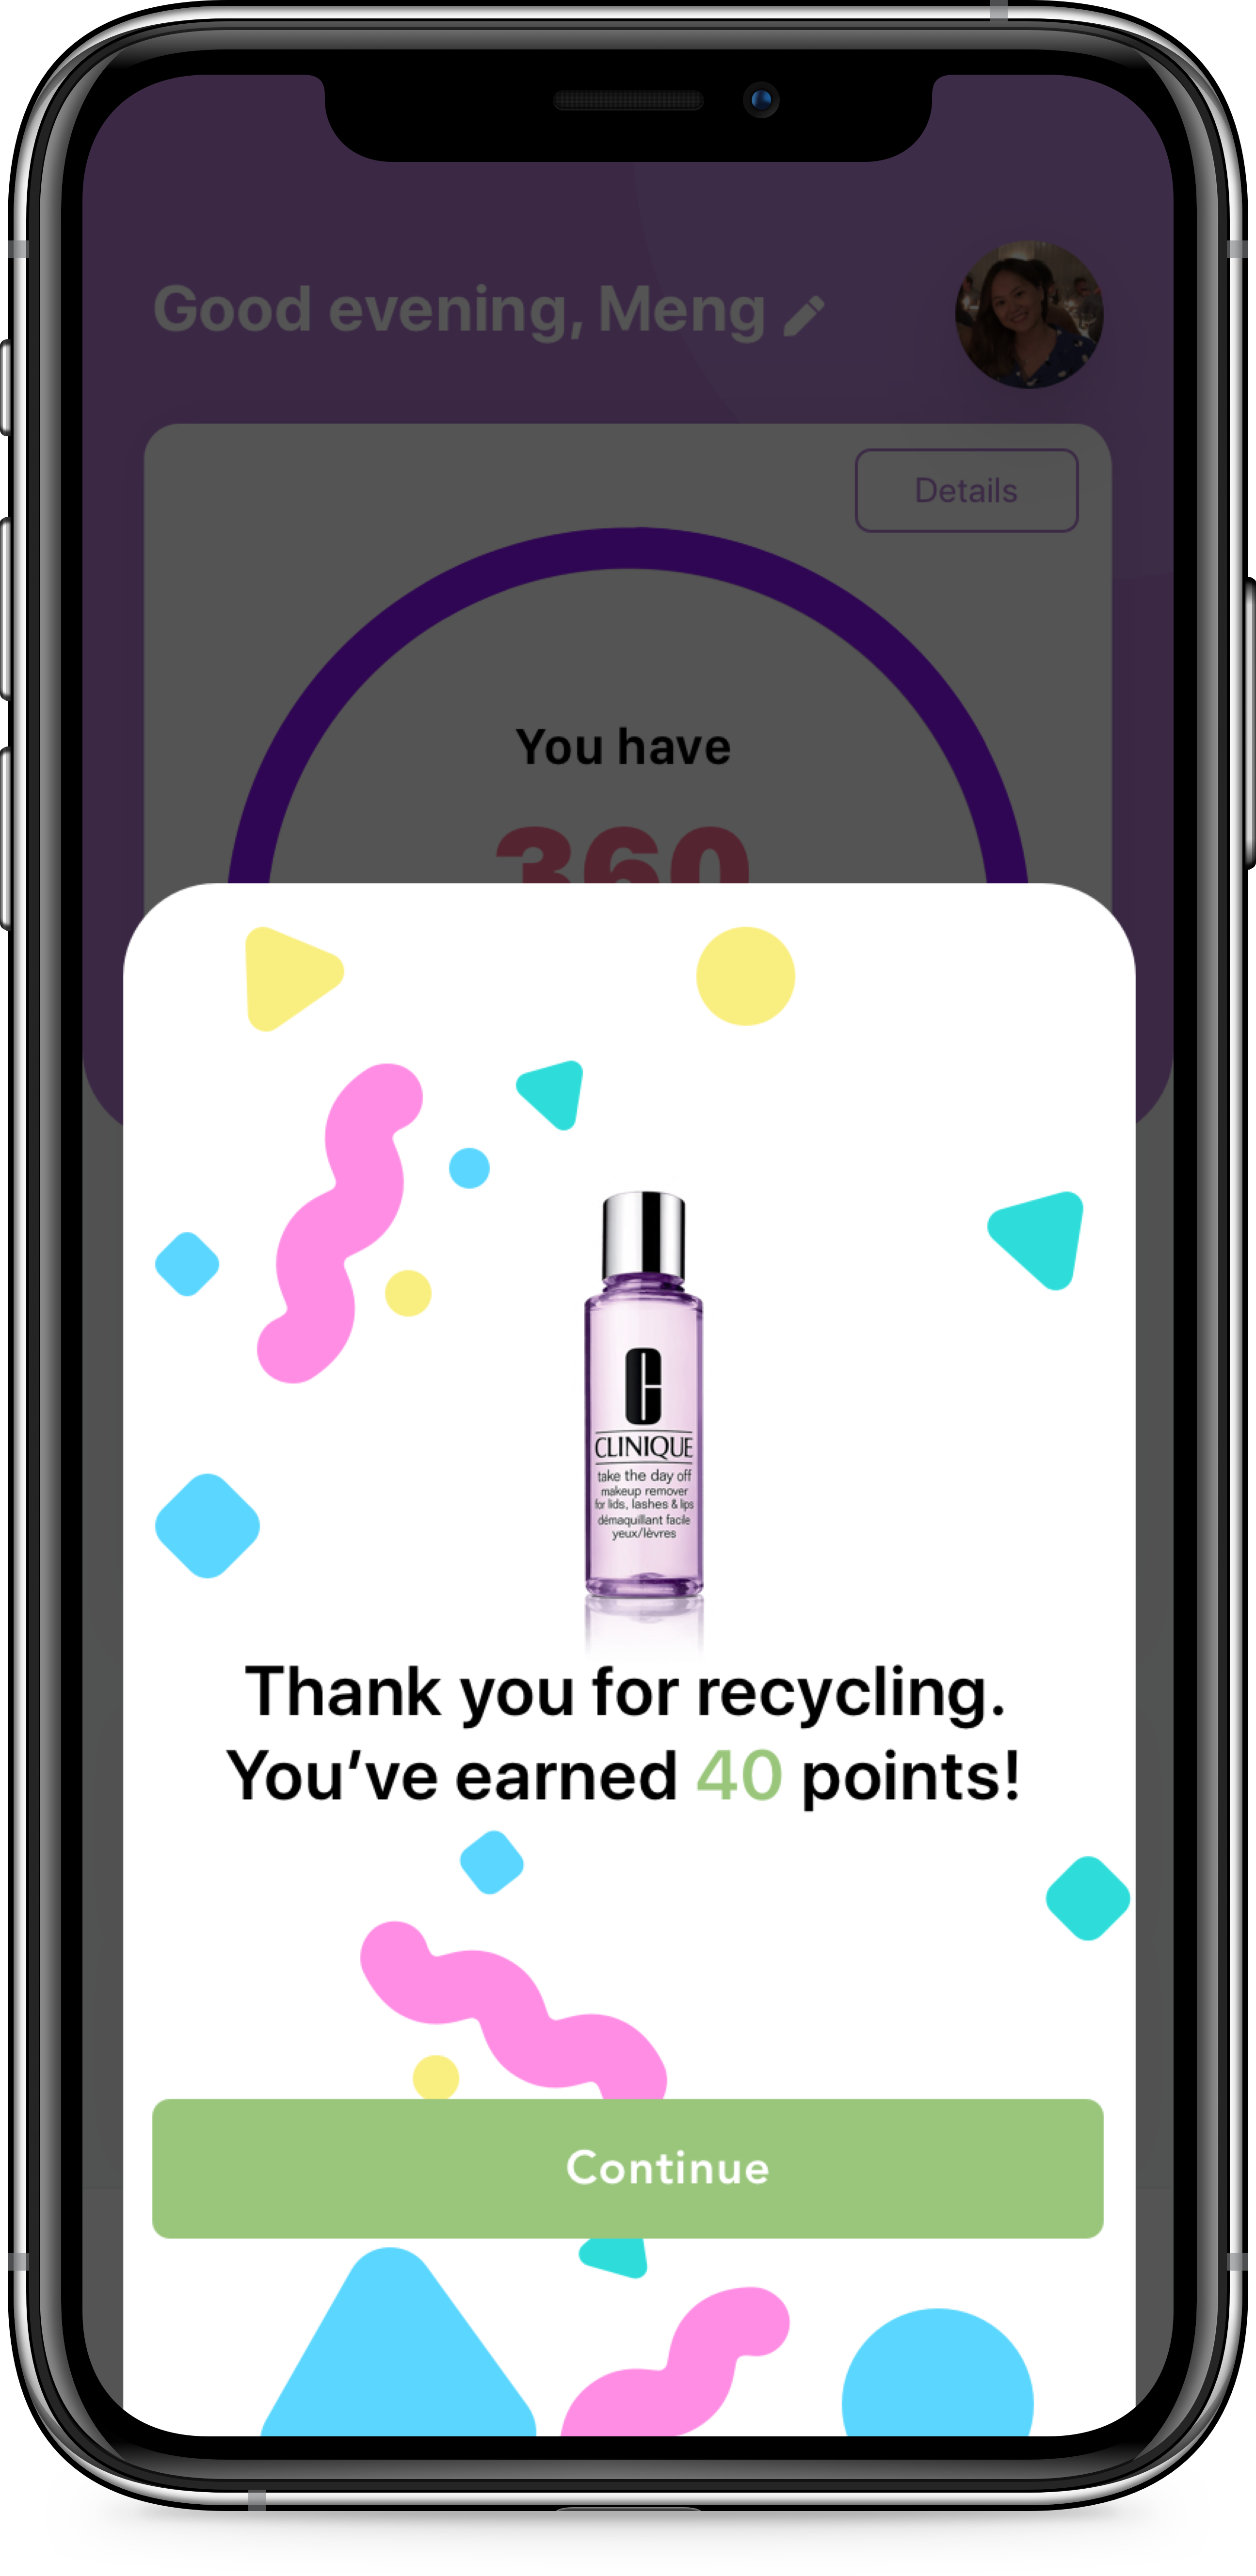 Good evening, Meng
Details
You have
360
CLINIQUE
take the day off
makeup remover
for lids, lashes & lips
démaquillant facile
yeux/lèvres
Thank you for recycling.
You’ve earned 40 points!
Continue